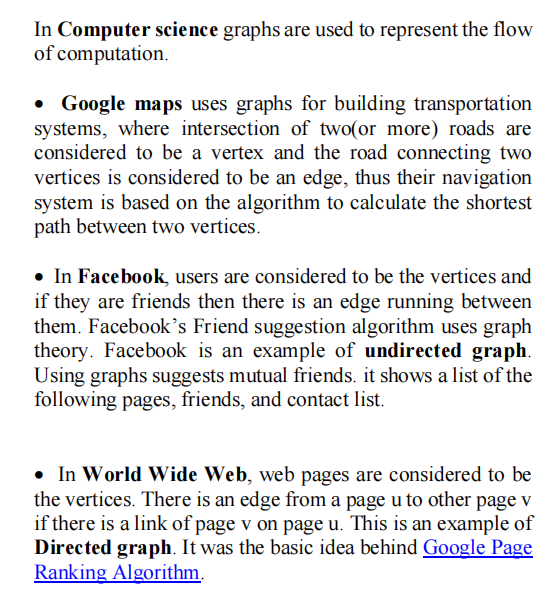 In Computer science graphs are used to represent the flow
of computation.
• Google maps uses graphs for building transportation
systems, where intersection of two(or more) roads are
considered to be a vertex and the road connecting two
vertices is considered to be an edge, thus their navigation
system is based on the algorithm to calculate the shortest
path between two vertices.
• In Facebook, users are considered to be the vertices and
if they are friends then there is an edge running between
them. Facebook’s Friend suggestion algorithm uses graph
theory. Facebook is an example of undirected graph.
Using graphs suggests mutual friends. it shows a list of the
following pages, friends, and contact list.
• In World Wide Web, web pages are considered to be
the vertices. There is an edge from a page u to other page v
if there is a link of page v on page u. This is an example of
Directed graph. It was the basic idea behind Google Page
Ranking Algorithm.